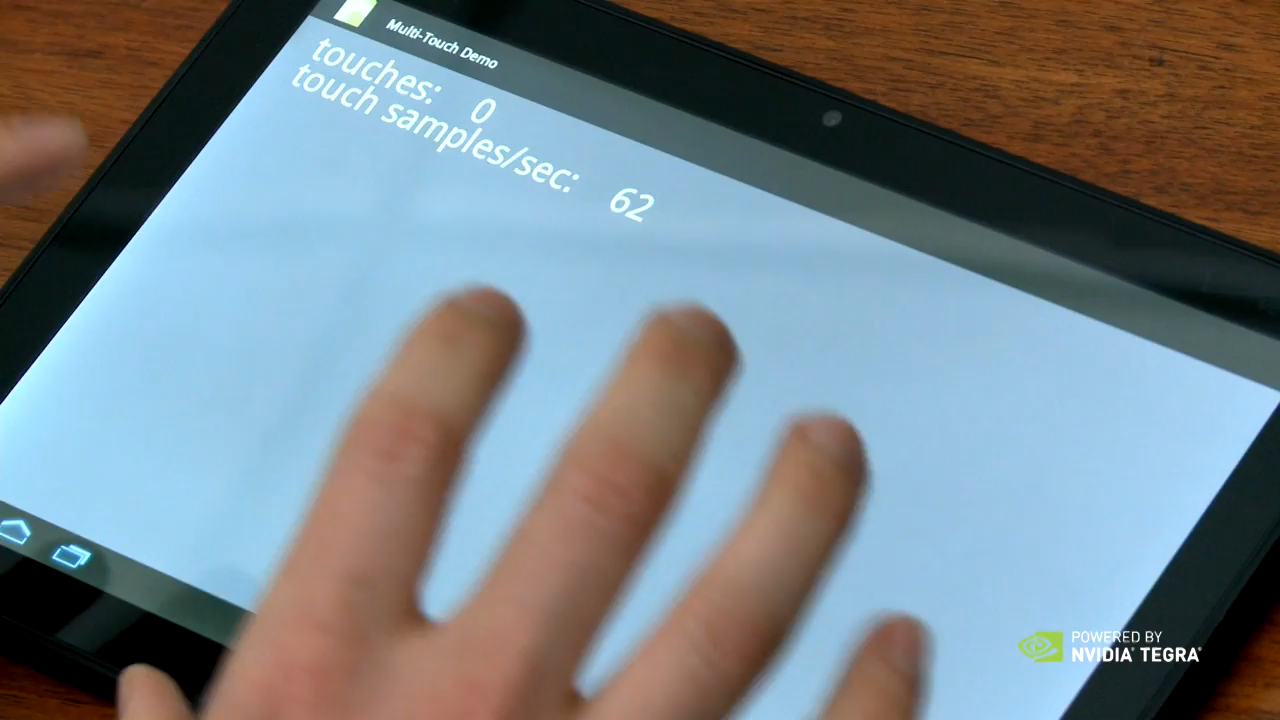 Multi-Touch Demo
touches: 0
touch samples/sec: 62
POWERED BY
NVIDIA® TEGRA®